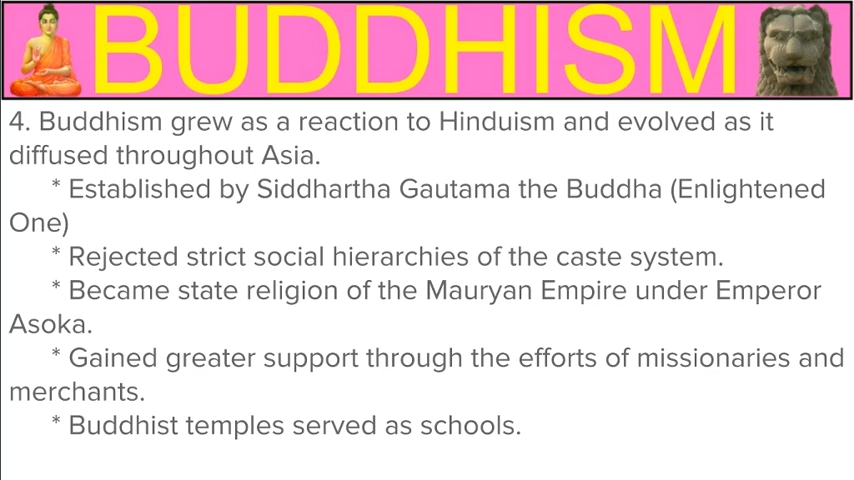 BUDDHISM
4. Buddhism grew as a reaction to Hinduism and evolved as it
diffused throughout Asia.
* Established by Siddhartha Gautama the Buddha (Enlightened
One)
* Rejected strict social hierarchies of the caste system.
* Became state religion of the Mauryan Empire under Emperor
Asoka.
* Gained greater support through the efforts of missionaries and
merchants.
* Buddhist temples served as schools.